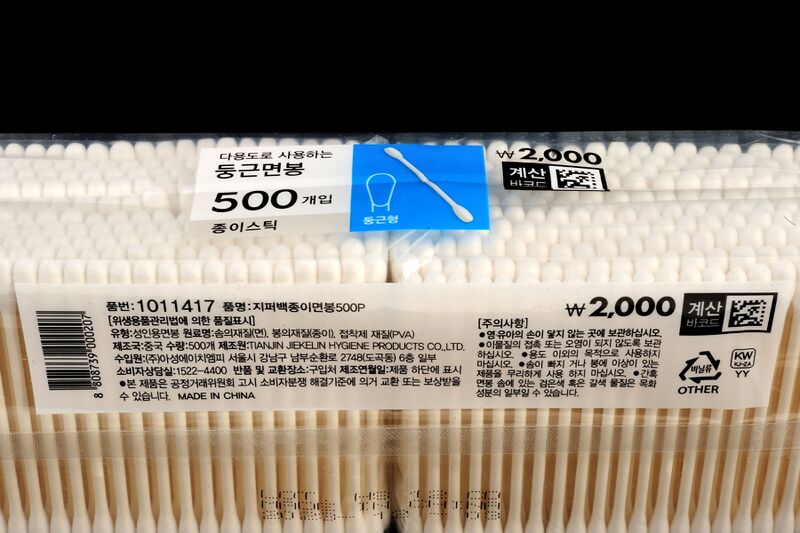 다용도로 사용하는
둥근면봉
500 개입
종이스틱
둥근형
₩2,000
계산
바코드
품번: 1011417 품명: 지퍼백종이면봉500P
[위생용품관리법에 의한 품질표시]
유형: 성인용면봉 원료명: 솜의재질(면), 봉의재질(종이), 접착제 재질(PVA)
제조국:중국 수량:500개 제조원:TIANJIN JIEKELIN HYGIENE PRODUCTS CO.,LTD.
수입원:(주)아성에이치엠피 서울시 강남구 남부순환로 2748(도곡동) 6층 일부
소비자상담실:1522-4400 반품 및 교환장소:구입처 제조연월일:제품 하단에 표시
●본 제품은 공정거래위원회 고시 소비자분쟁 해결기준에 의거 교환 또는 보상받을
수 있습니다. MADE IN CHINA
8 808739 000207
₩2,000
계산
바코드
[주의사항]
●영·유아의 손이 닿지 않는 곳에 보관하십시오.
●이물질의 접촉 또는 오염이 되지 않도록 보관
하십시오. ●용도 이외의 목적으로 사용하지
마십시오. ●솜이 빠지 거나 봉에 이상이 있는
제품을 무리하게 사용 하지 마십시오. ●간혹
면봉 솜에 있는 검은색 혹은 갈색 물질은 목화
성분의 일부일 수 있습니다.
비닐류
OTHER
KW
YY